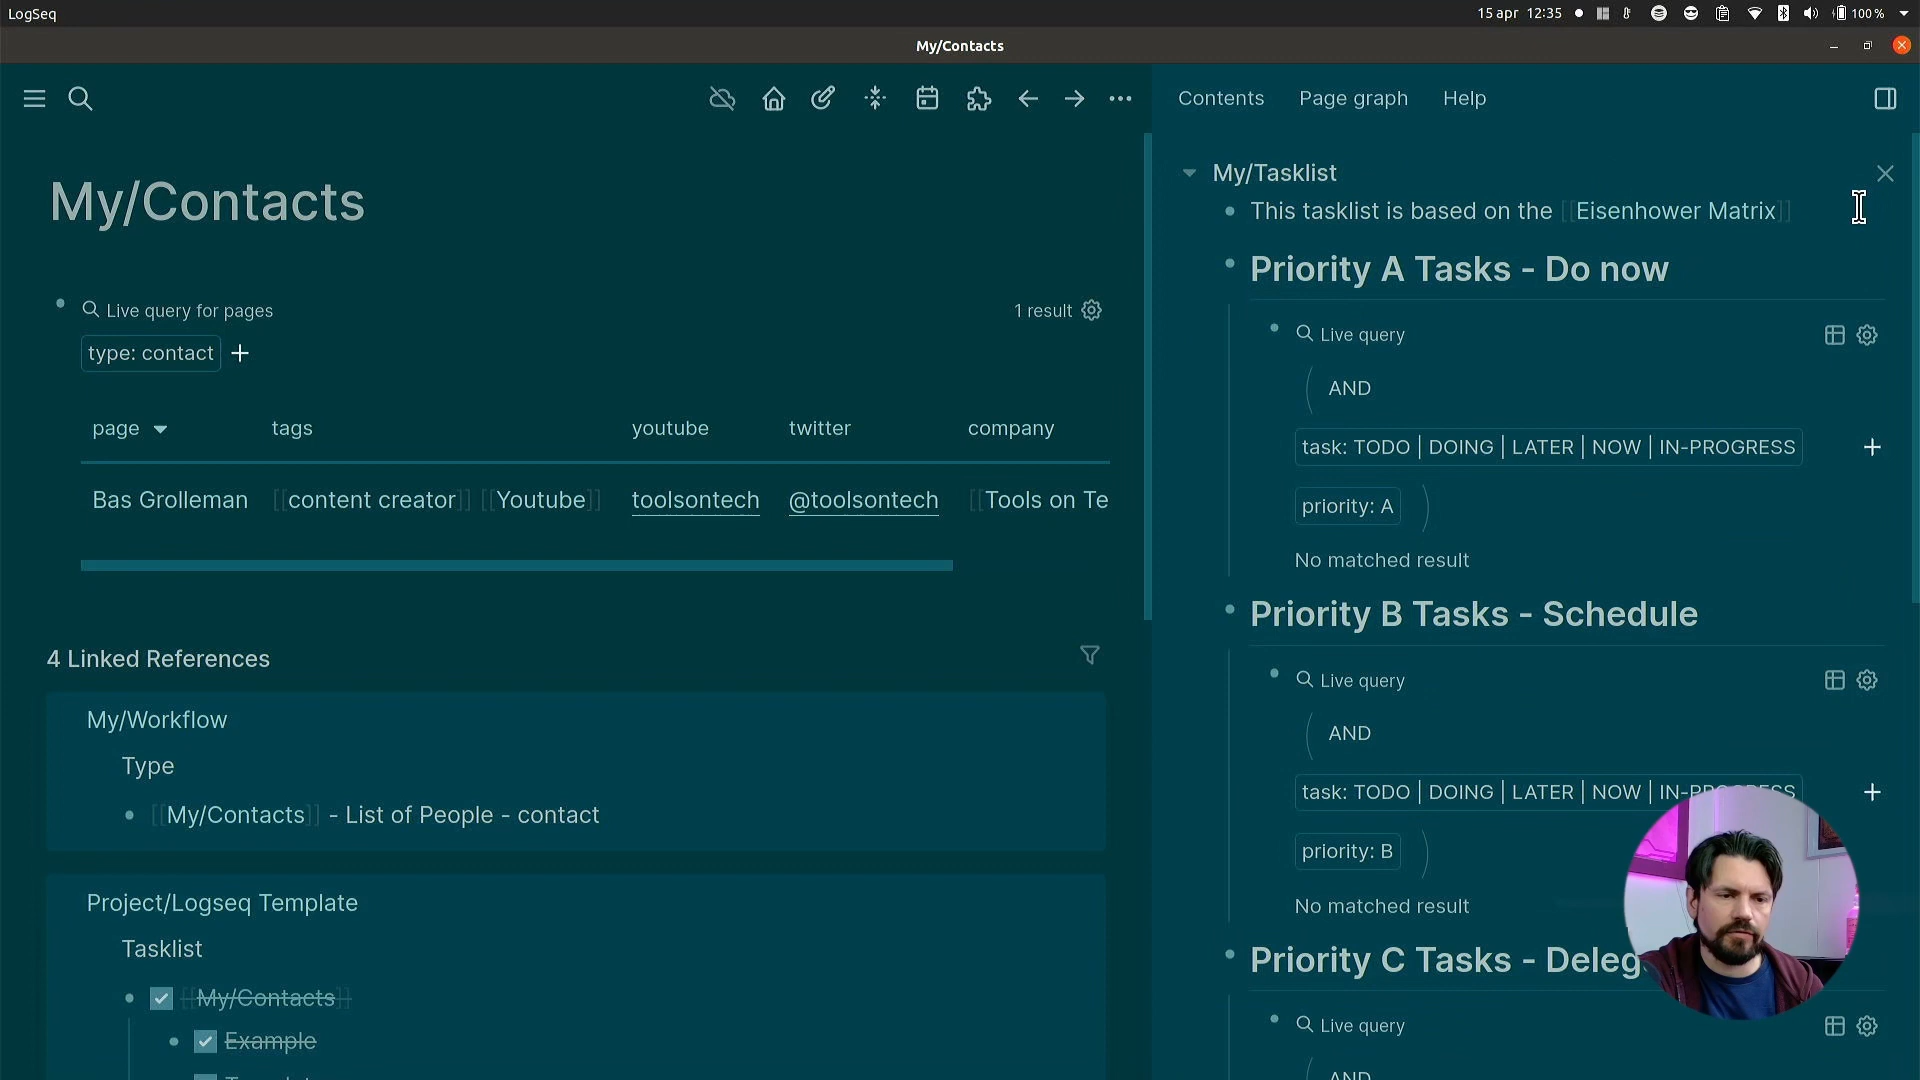 LogSeq
15 apr 12:35
100 %
My/Contacts
Contents
Page graph
Help
My/Contacts
Live query for pages
1 result
type: contact
page
tags
youtube
twitter
company
Bas Grolleman
[[content creator]] [[Youtube]]
toolsontech
@toolsontech
[[Tools on Te
4 Linked References
My/Workflow
Type
[[My/Contacts]] - List of People - contact
Project/Logseq Template
Tasklist
[[My/Contacts]]
Example
My/Tasklist
This tasklist is based on the [[Eisenhower Matrix]]
Priority A Tasks - Do now
Live query
AND
task: TODO | DOING | LATER | NOW | IN-PROGRESS
priority: A
No matched result
Priority B Tasks - Schedule
Live query
AND
task: TODO | DOING | LATER | NOW | IN-PROGRESS
priority: B
No matched result
Priority C Tasks - Deleg
Live query
AND